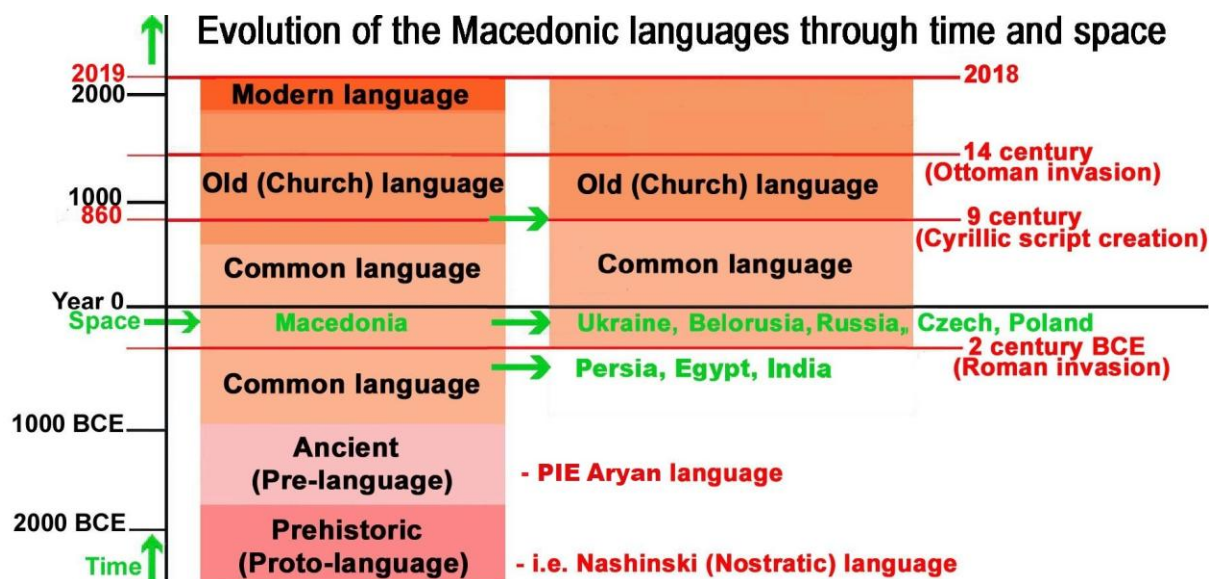 Evolution of the Macedonic languages through time and space
2019
2018
2000
Modern language
14 century
(Ottoman invasion)
Old (Church) language
Old (Church) language
1000
860
9 century
(Cyrillic script creation)
Common language
Common language
Year 0
Space
Macedonia
Ukraine, Belorusia, Russia, Czech, Poland
2 century BCE
(Roman invasion)
Persia, Egypt, India
Common language
1000 BCE
Ancient
(Pre-language)
- PIE Aryan language
2000 BCE
Prehistoric
(Proto-language)
- i.e. Nashinski (Nostratic) language
Time